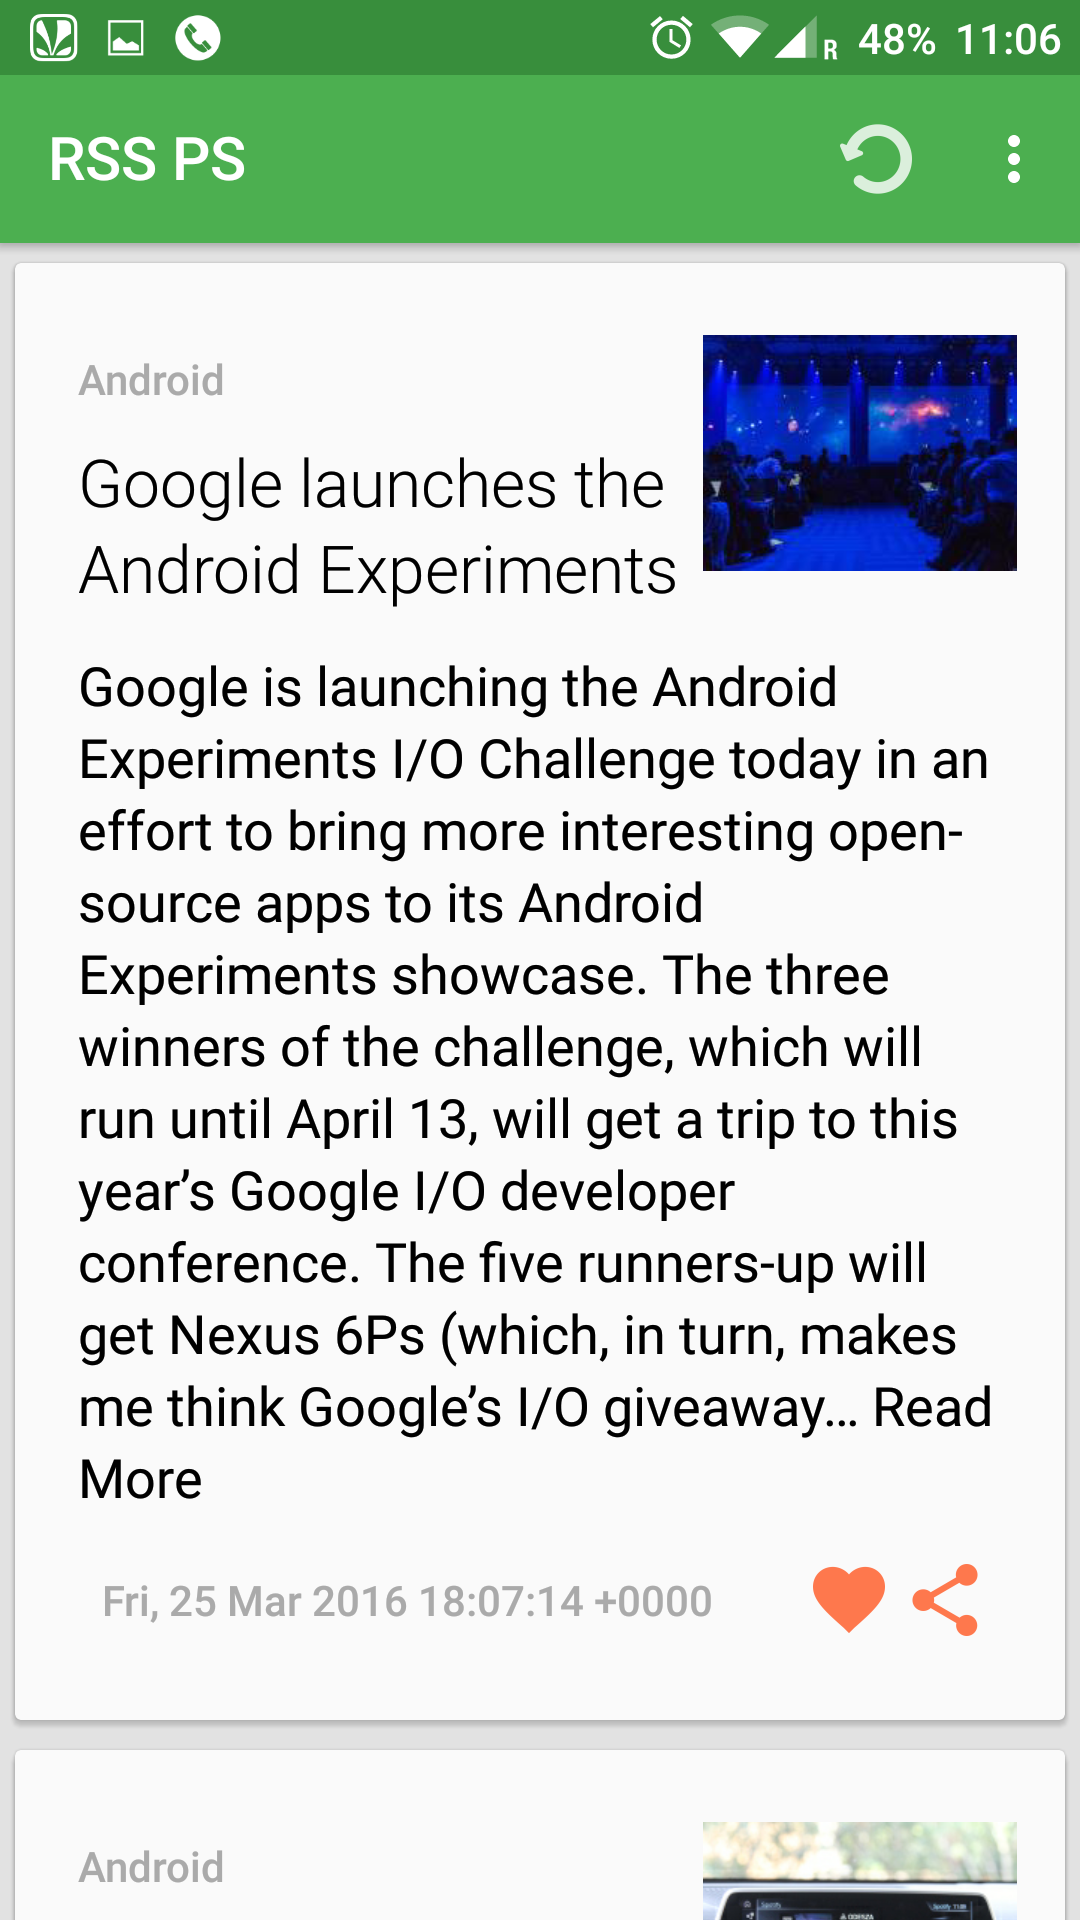 R 48% 11:06
RSS PS
Android
Google launches the
Android Experiments
Google is launching the Android
Experiments I/O Challenge today in an
effort to bring more interesting open-
source apps to its Android
Experiments showcase. The three
winners of the challenge, which will
run until April 13, will get a trip to this
year’s Google I/O developer
conference. The five runners-up will
get Nexus 6Ps (which, in turn, makes
me think Google’s I/O giveaway… Read
More
Fri, 25 Mar 2016 18:07:14 +0000
Android